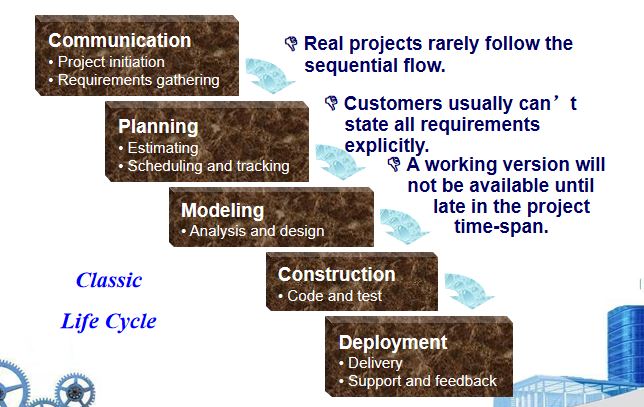 Communication
• Project initiation
• Requirements gathering
👎 Real projects rarely follow the
sequential flow.
👎 Customers usually can’t
state all requirements
explicitly.
Planning
• Estimating
• Scheduling and tracking
👎 A working version will
not be available until
late in the project
time-span.
Modeling
• Analysis and design
Construction
• Code and test
Classic
Life Cycle
Deployment
• Delivery
• Support and feedback